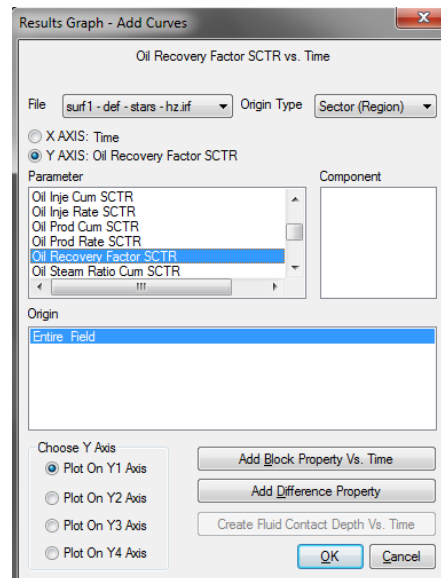 Results Graph - Add Curves
Oil Recovery Factor SCTR vs. Time
File surf1 - def - stars - hz.irf Origin Type Sector (Region)
X AXIS: Time
Y AXIS: Oil Recovery Factor SCTR
Parameter Component
Oil Inje Cum SCTR
Oil Inje Rate SCTR
Oil Prod Cum SCTR
Oil Prod Rate SCTR
Oil Recovery Factor SCTR
Oil Steam Ratio Cum SCTR
Origin
Entire Field
Choose Y Axis
Plot On Y1 Axis
Plot On Y2 Axis
Plot On Y3 Axis
Plot On Y4 Axis
Add Block Property Vs. Time
Add Difference Property
Create Fluid Contact Depth Vs. Time
OK Cancel